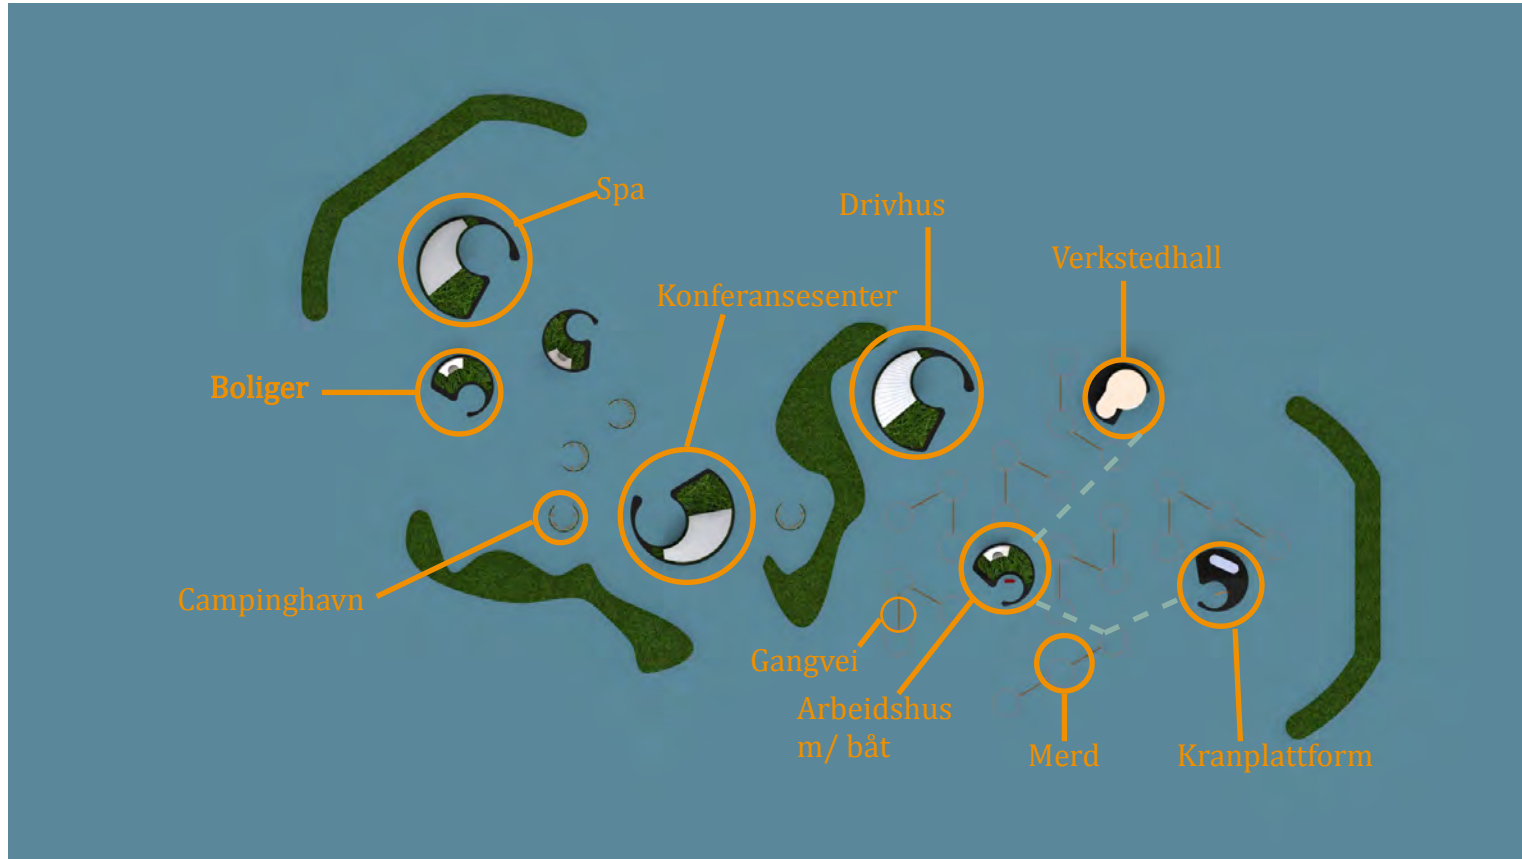 Spa
Drivhus
Verkstedhall
Konferansesenter
Boliger
Campinghavn
Gangvei
Arbeidshus
m/ båt
Merd
Kranplattform